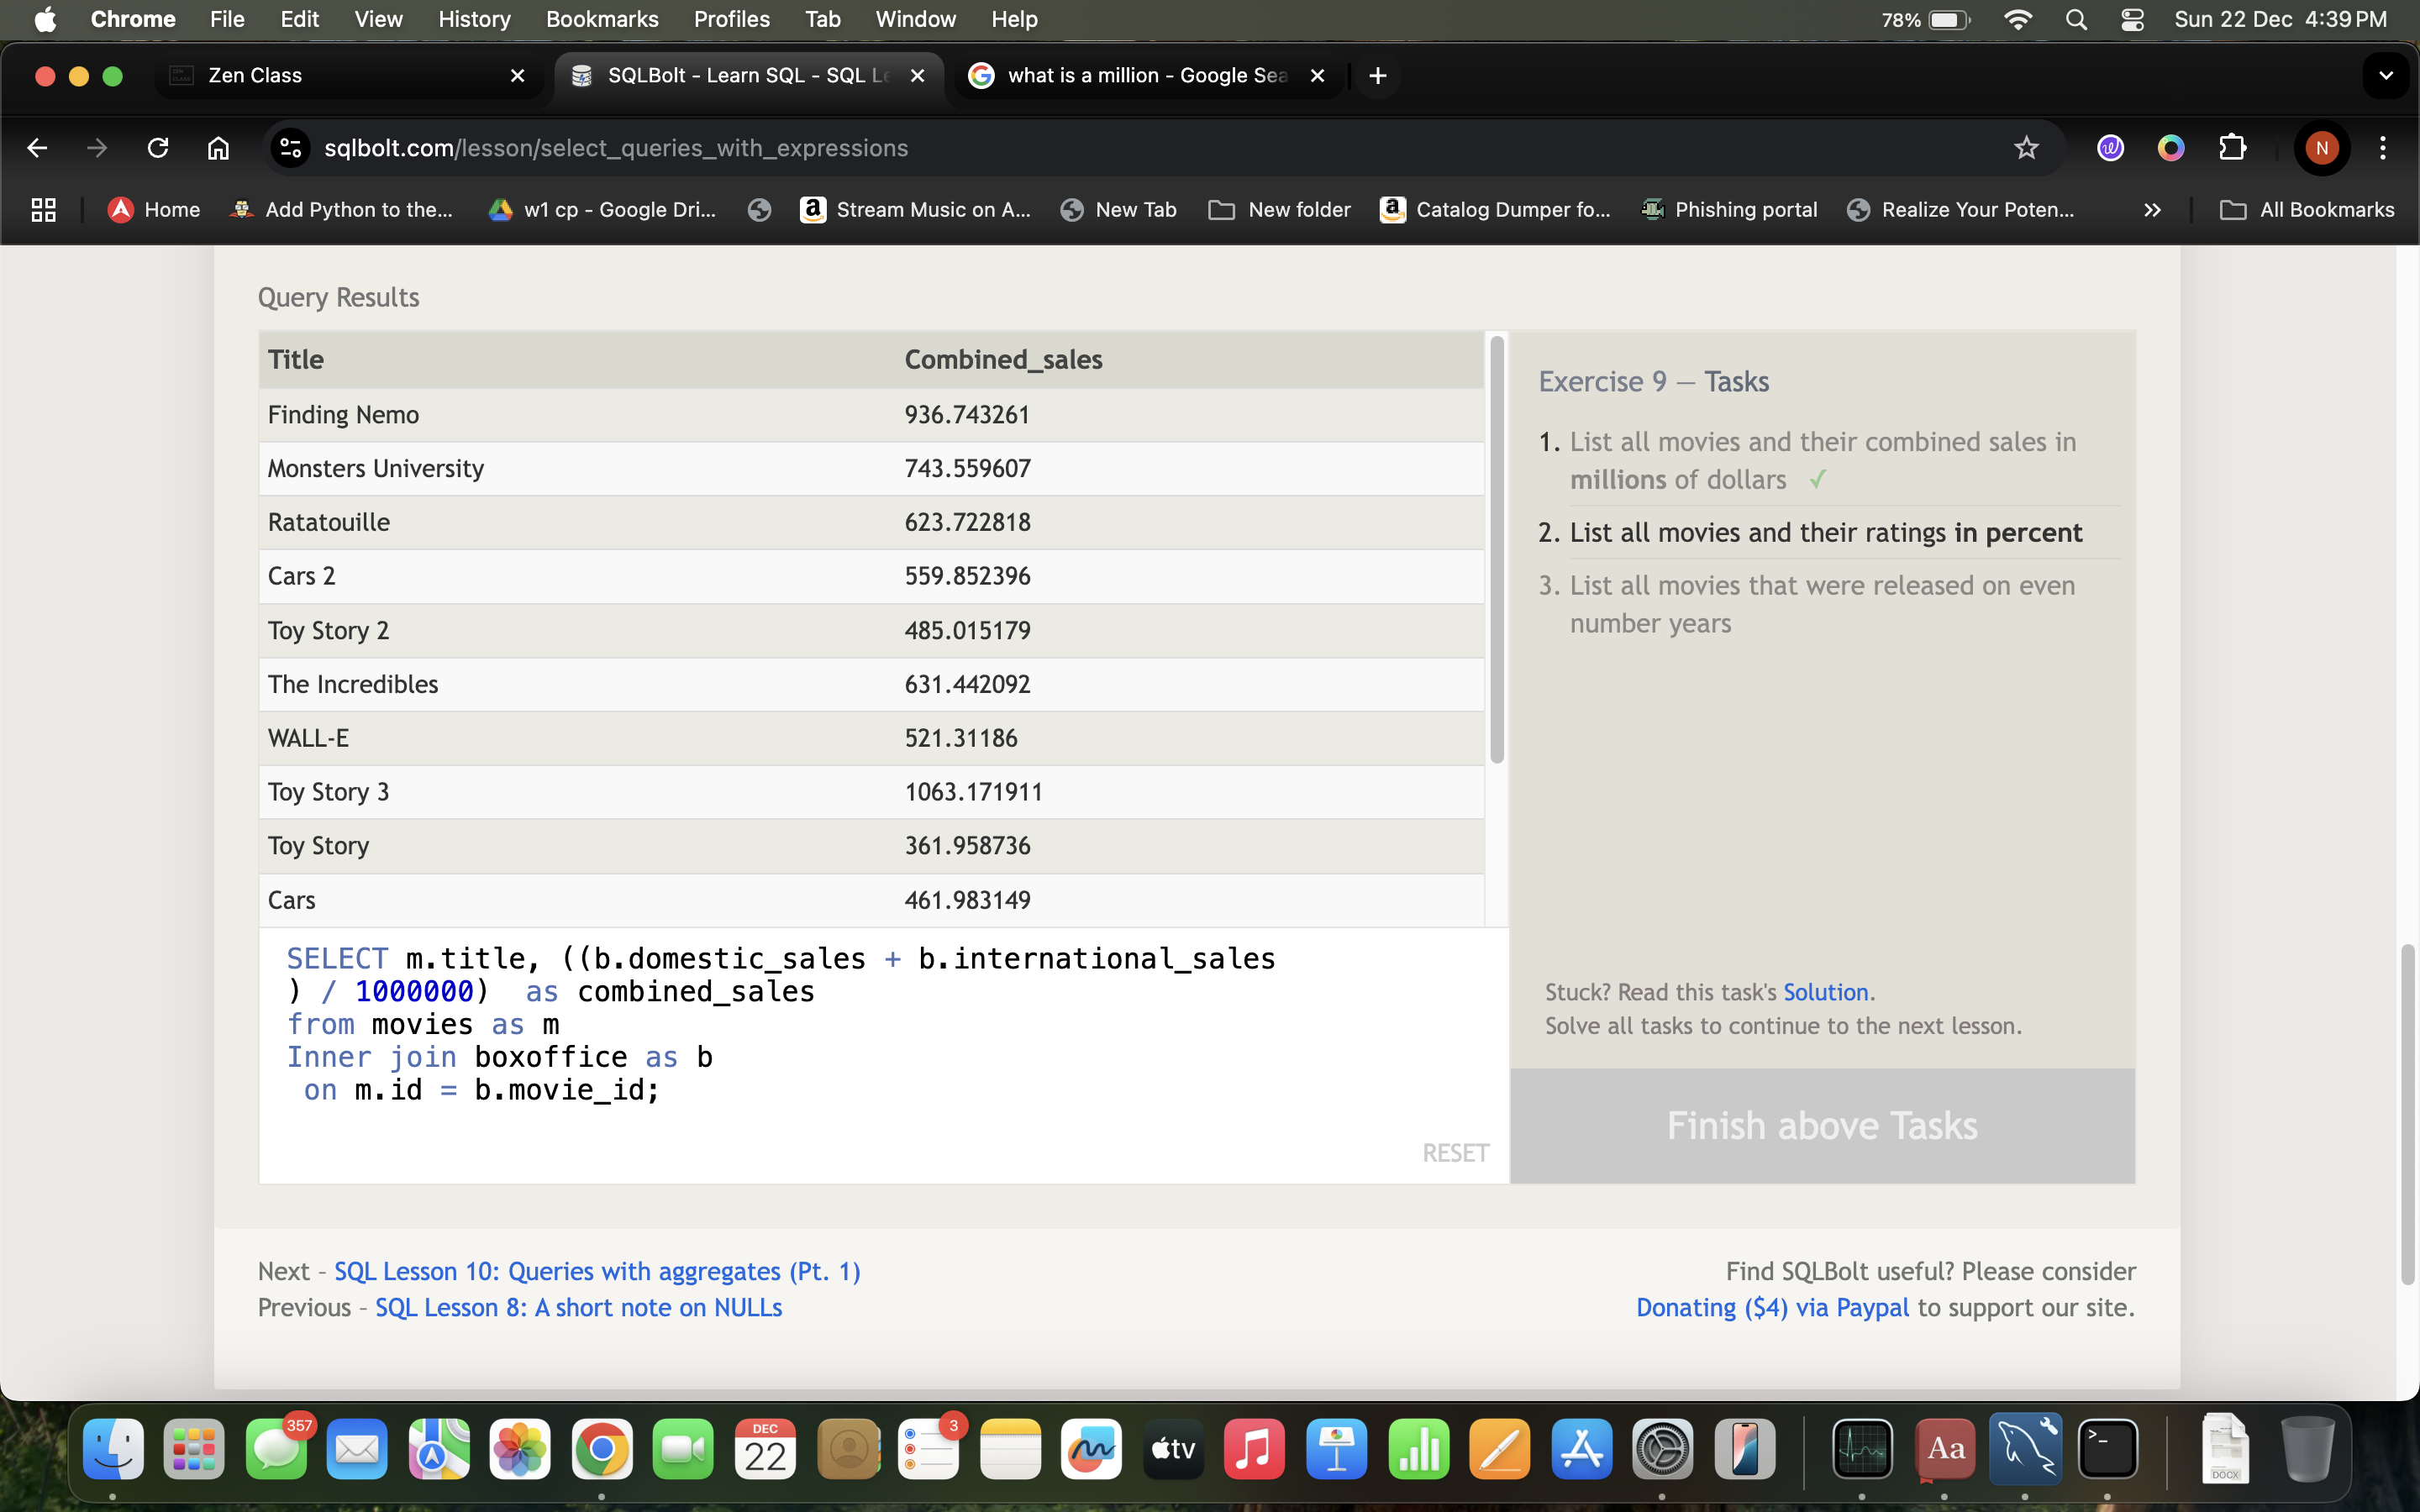 Chrome File Edit View History Bookmarks Profiles Tab Window Help 78% Sun 22 Dec 4:39 PM
Zen Class SQLBolt - Learn SQL - SQL Le what is a million - Google Sea
sqlbolt.com/lesson/select_queries_with_expressions N
Home Add Python to the... w1 cp - Google Dri... Stream Music on A... New Tab New folder Catalog Dumper fo... Phishing portal Realize Your Poten... All Bookmarks
Query Results
Title Combined_sales
Finding Nemo 936.743261
Monsters University 743.559607
Ratatouille 623.722818
Cars 2 559.852396
Toy Story 2 485.015179
The Incredibles 631.442092
WALL-E 521.31186
Toy Story 3 1063.171911
Toy Story 361.958736
Cars 461.983149
SELECT m.title, ((b.domestic_sales + b.international_sales
) / 1000000)  as combined_sales
from movies as m
Inner join boxoffice as b
on m.id = b.movie_id;
RESET
Exercise 9 — Tasks
1. List all movies and their combined sales in
millions of dollars ✓
2. List all movies and their ratings in percent
3. List all movies that were released on even
number years
Stuck? Read this task's Solution.
Solve all tasks to continue to the next lesson.
Finish above Tasks
Next – SQL Lesson 10: Queries with aggregates (Pt. 1)
Previous – SQL Lesson 8: A short note on NULLs
Find SQLBolt useful? Please consider
Donating ($4) via Paypal to support our site.
357 DEC 22 3 tv Aa >_ DOCX